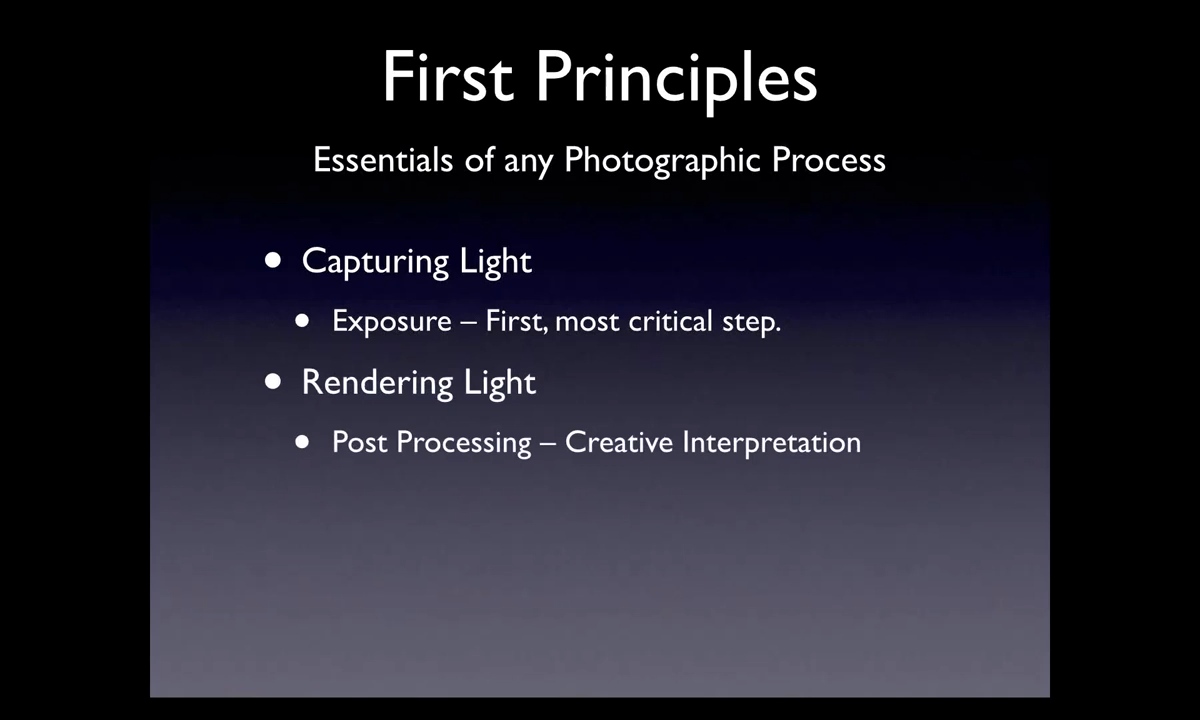 First Principles
Essentials of any Photographic Process
• Capturing Light
• Exposure – First, most critical step.
• Rendering Light
• Post Processing – Creative Interpretation